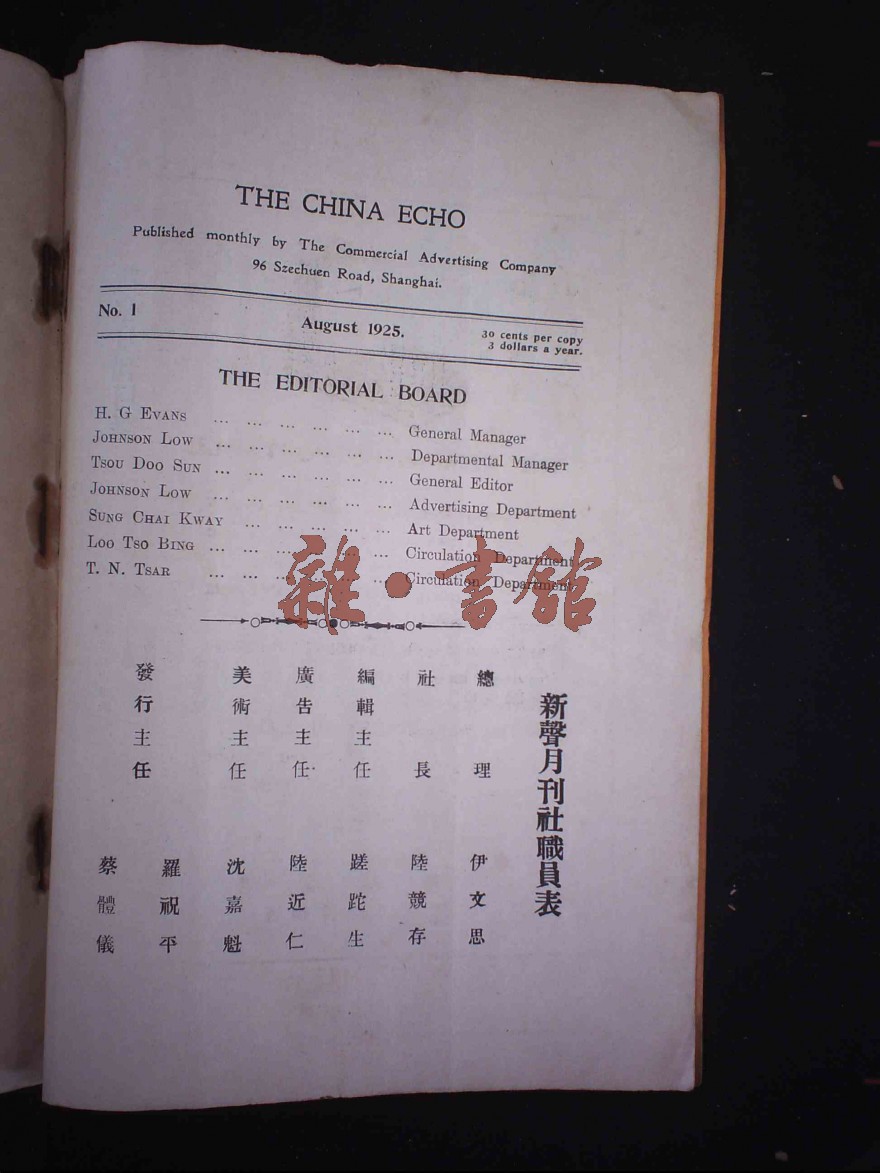 THE CHINA ECHO
Published monthly by The Commercial Advertising Company
96 Szechuen Road, Shanghai.
No. 1 August 1925. 30 cents per copy
3 dollars a year.
THE EDITORIAL BOARD
H. G EVANS ... ... ... ... ... ... General Manager
JOHNSON LOW ... ... ... ... ... ... Departmental Manager
TSOU DOO SUN ... ... ... ... ... ... General Editor
JOHNSON LOW ... ... ... ... ... ... Advertising Department
SUNG CHAI KWAY ... ... ... ... ... Art Department
LOO TSO BING ... ... ... ... ... ... Circulation Department
T. N. TSAR ... ... ... ... ... ... Circulation Department
雜·書館
新聲月刊社職員表
總理 伊文思
社長 陸競存
編輯主任 蹉跎生
廣告主任 陸近仁
美術主任 沈嘉魁
發行主任 羅祝平
蔡體儀